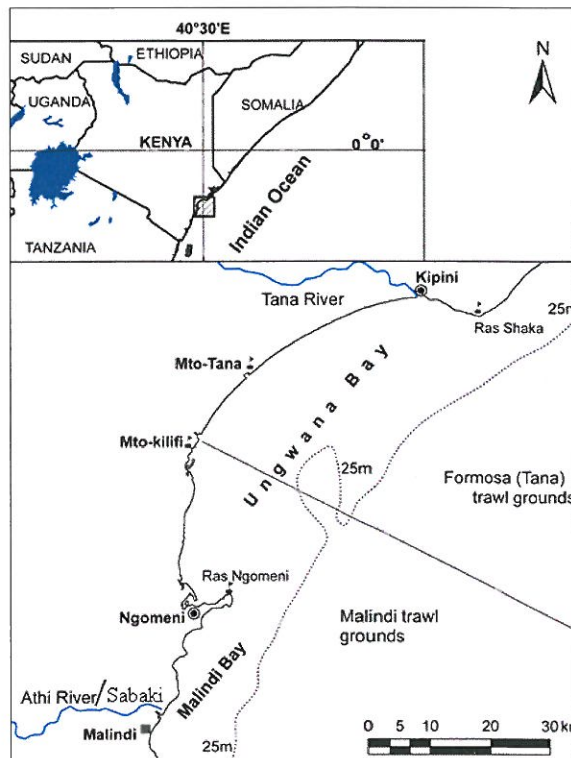 40°30'E
N
SUDAN
ETHIOPIA
UGANDA
SOMALIA
KENYA
0°0'
Indian Ocean
TANZANIA
Kipini
Tana River
25m
Ras Shaka
Mto-Tana
Ungwana Bay
Mto-kilifi
25m
Formosa (Tana)
trawl grounds
Ras Ngomeni
Ngomeni
Malindi trawl
grounds
Malindi Bay
Athi River/Sabaki
Malindi
25m
0 5 10 20 30 km